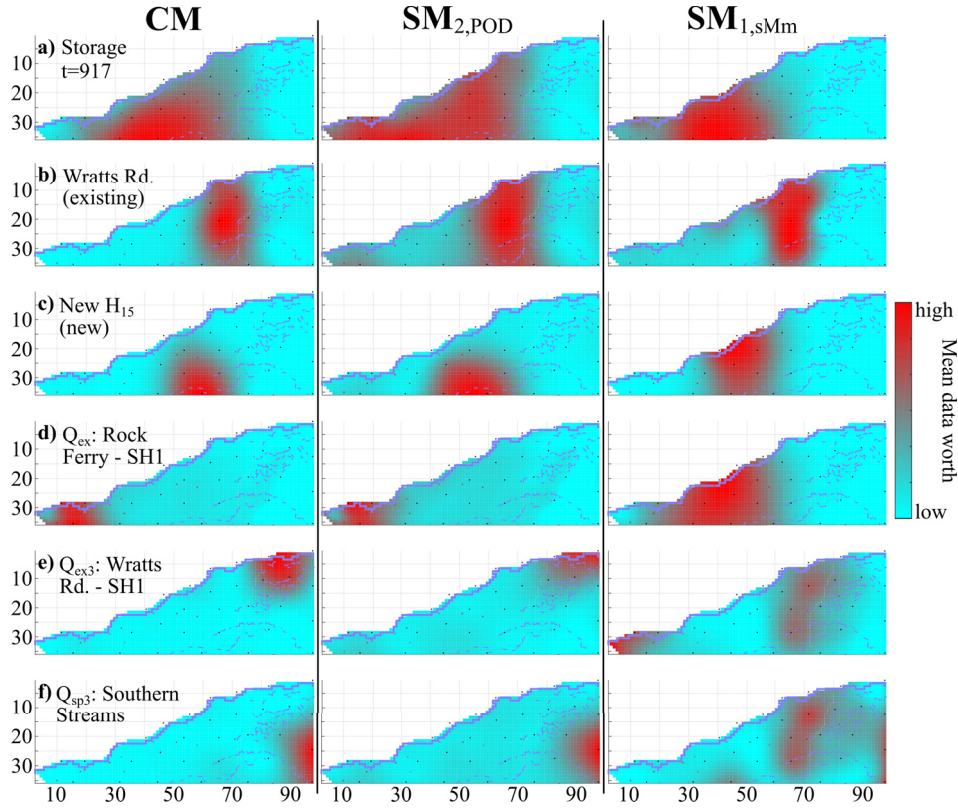 CM SM2,POD SM1,sMm
a) Storage
t=917
10
20
30
b) Wratts Rd.
(existing)
10
20
30
c) New H15
(new)
10
20
30
d) Qex: Rock
Ferry - SH1
10
20
30
e) Qex3: Wratts
Rd. - SH1
10
20
30
f) Qsp3: Southern
Streams
10
20
30
10 30 50 70 90 10 30 50 70 90 10 30 50 70 90
high
Mean data worth
low